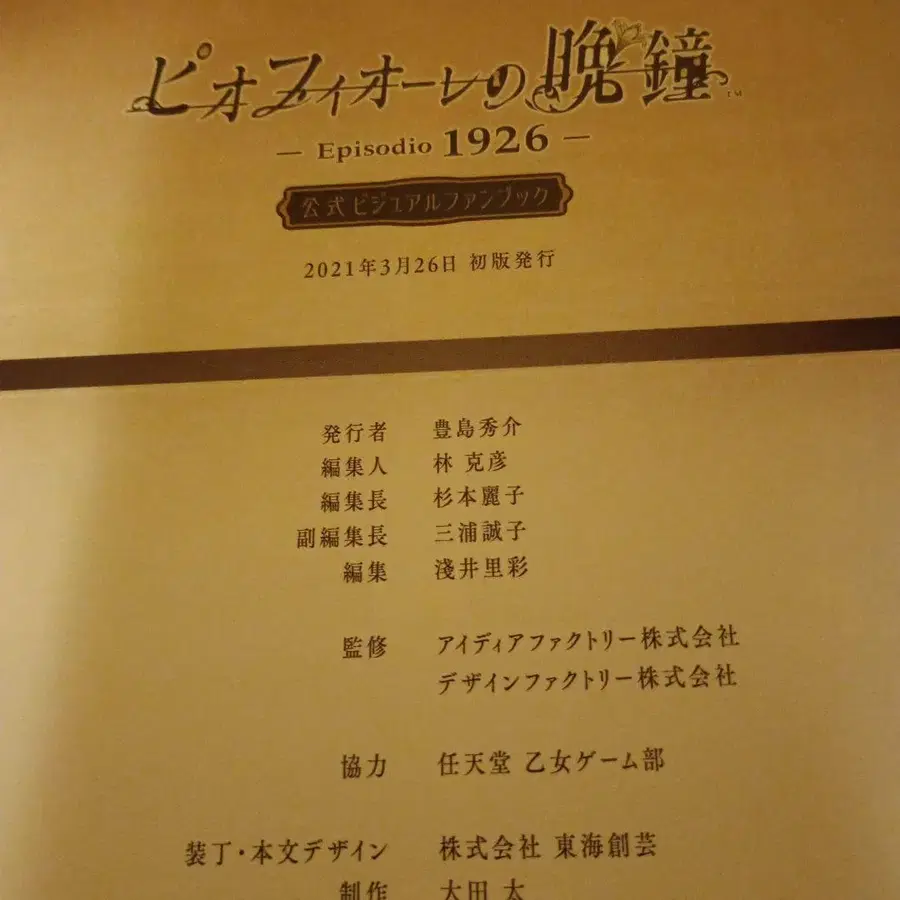 ピオフィオーレの晩鐘 ™
― Episodio 1926 ―
公式ビジュアルファンブック
2021年3月26日 初版発行
発行者 豊島秀介
編集人 林 克彦
編集長 杉本麗子
副編集長 三浦誠子
編集 淺井里彩
監修 アイディアファクトリー株式会社
デザインファクトリー株式会社
協力 任天堂 乙女ゲーム部
装丁・本文デザイン 株式会社 東海創芸
制作 太田 太